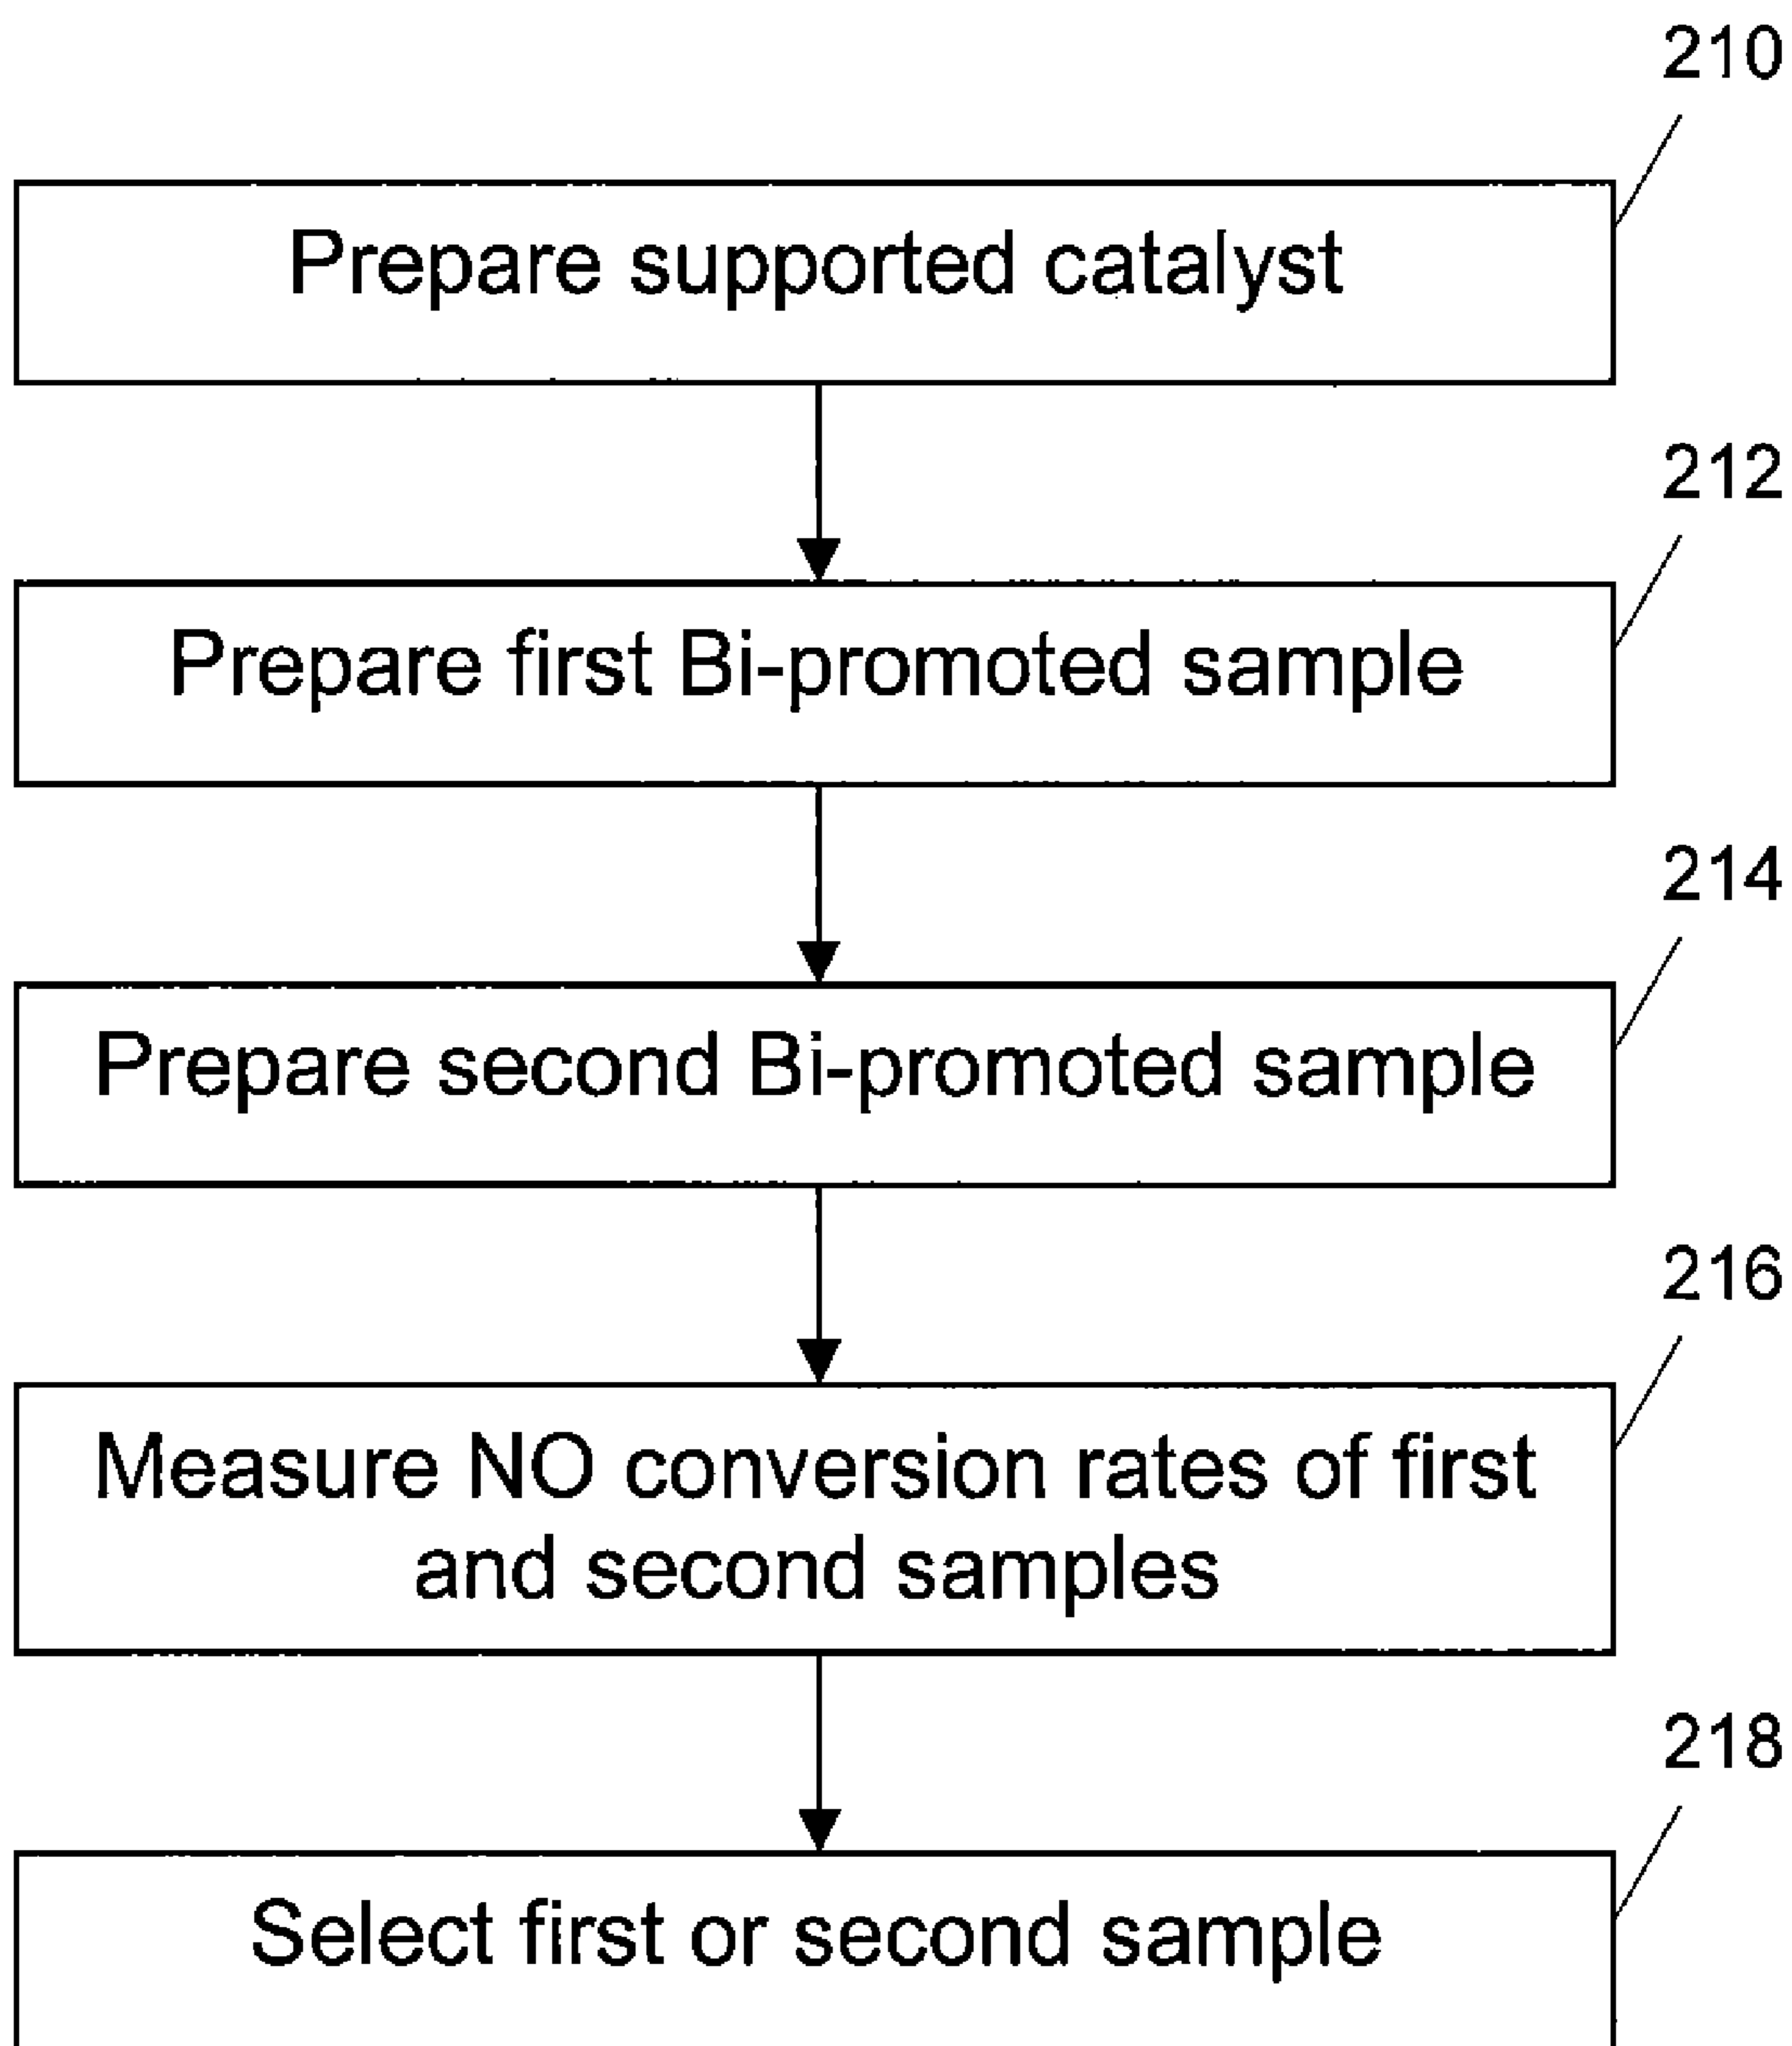 210
Prepare supported catalyst
212
Prepare first Bi-promoted sample
214
Prepare second Bi-promoted sample
216
Measure NO conversion rates of first
and second samples
218
Select first or second sample